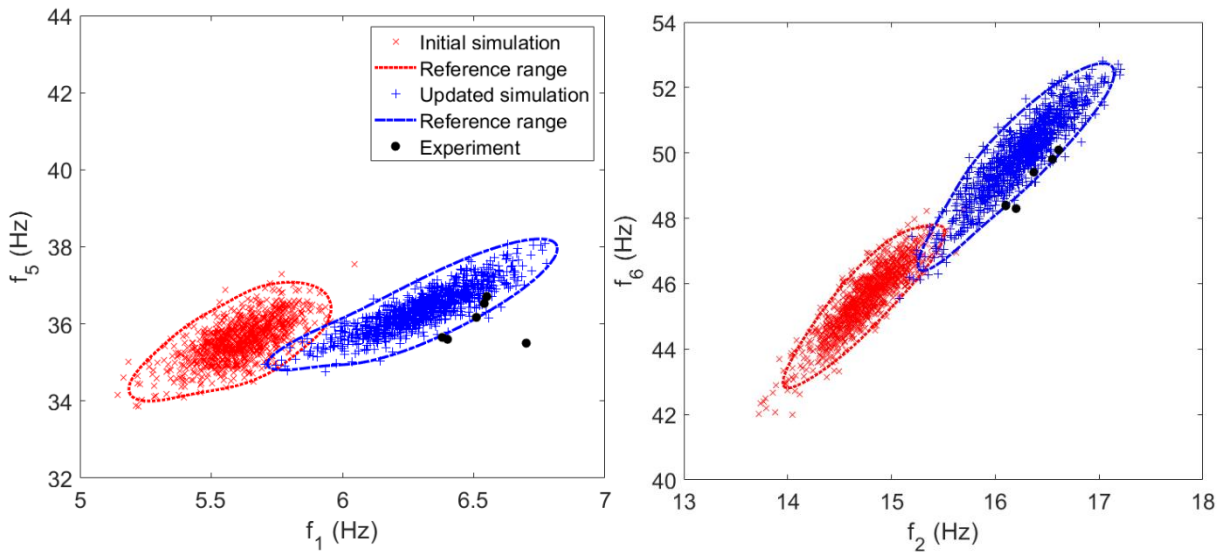 44
42
40
38
36
34
32
5
5.5
6
6.5
7
f5 (Hz)
f1 (Hz)
Initial simulation
Reference range
Updated simulation
Reference range
Experiment
54
52
50
48
46
44
42
40
13
14
15
16
17
18
f6 (Hz)
f2 (Hz)